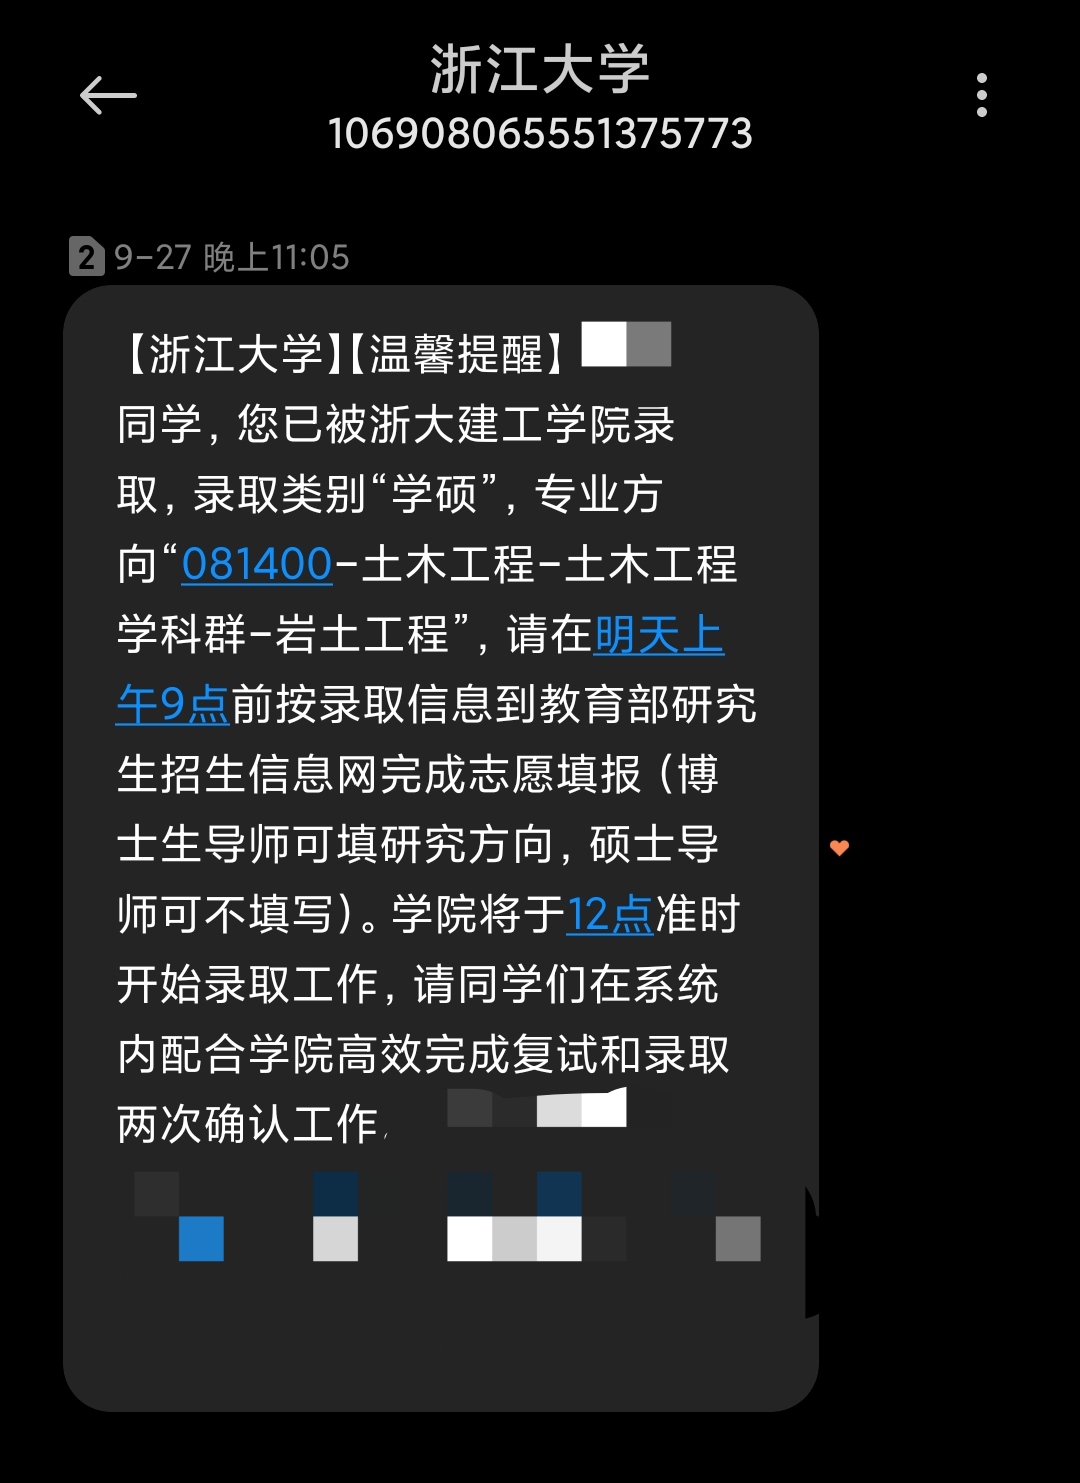 浙江大学
106908065551375773
2 9-27 晚上11:05
【浙江大学】【温馨提醒】
同学，您已被浙大建工学院录
取，录取类别“学硕”，专业方
向“081400-土木工程-土木工程
学科群-岩土工程”，请在明天上
午9点前按录取信息到教育部研究
生招生信息网完成志愿填报（博
士生导师可填研究方向，硕士导
师可不填写）。学院将于12点准时
开始录取工作，请同学们在系统
内配合学院高效完成复试和录取
两次确认工作